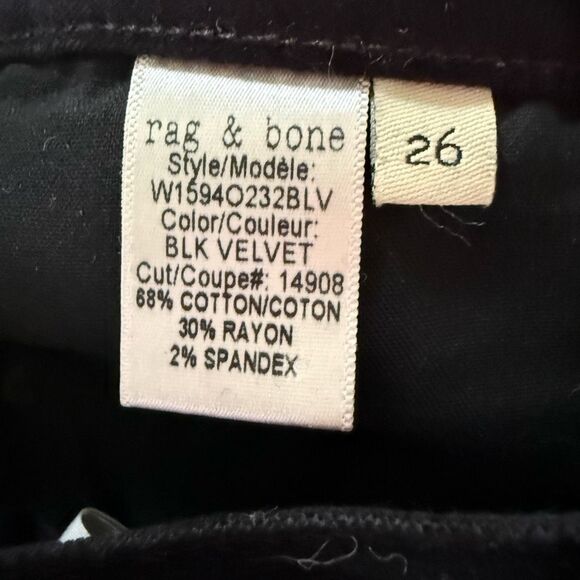 rag & bone
Style/Modèle:
W1594O232BLV
Color/Couleur:
BLK VELVET
Cut/Coupe#: 14908
68% COTTON/COTON
30% RAYON
2% SPANDEX
26